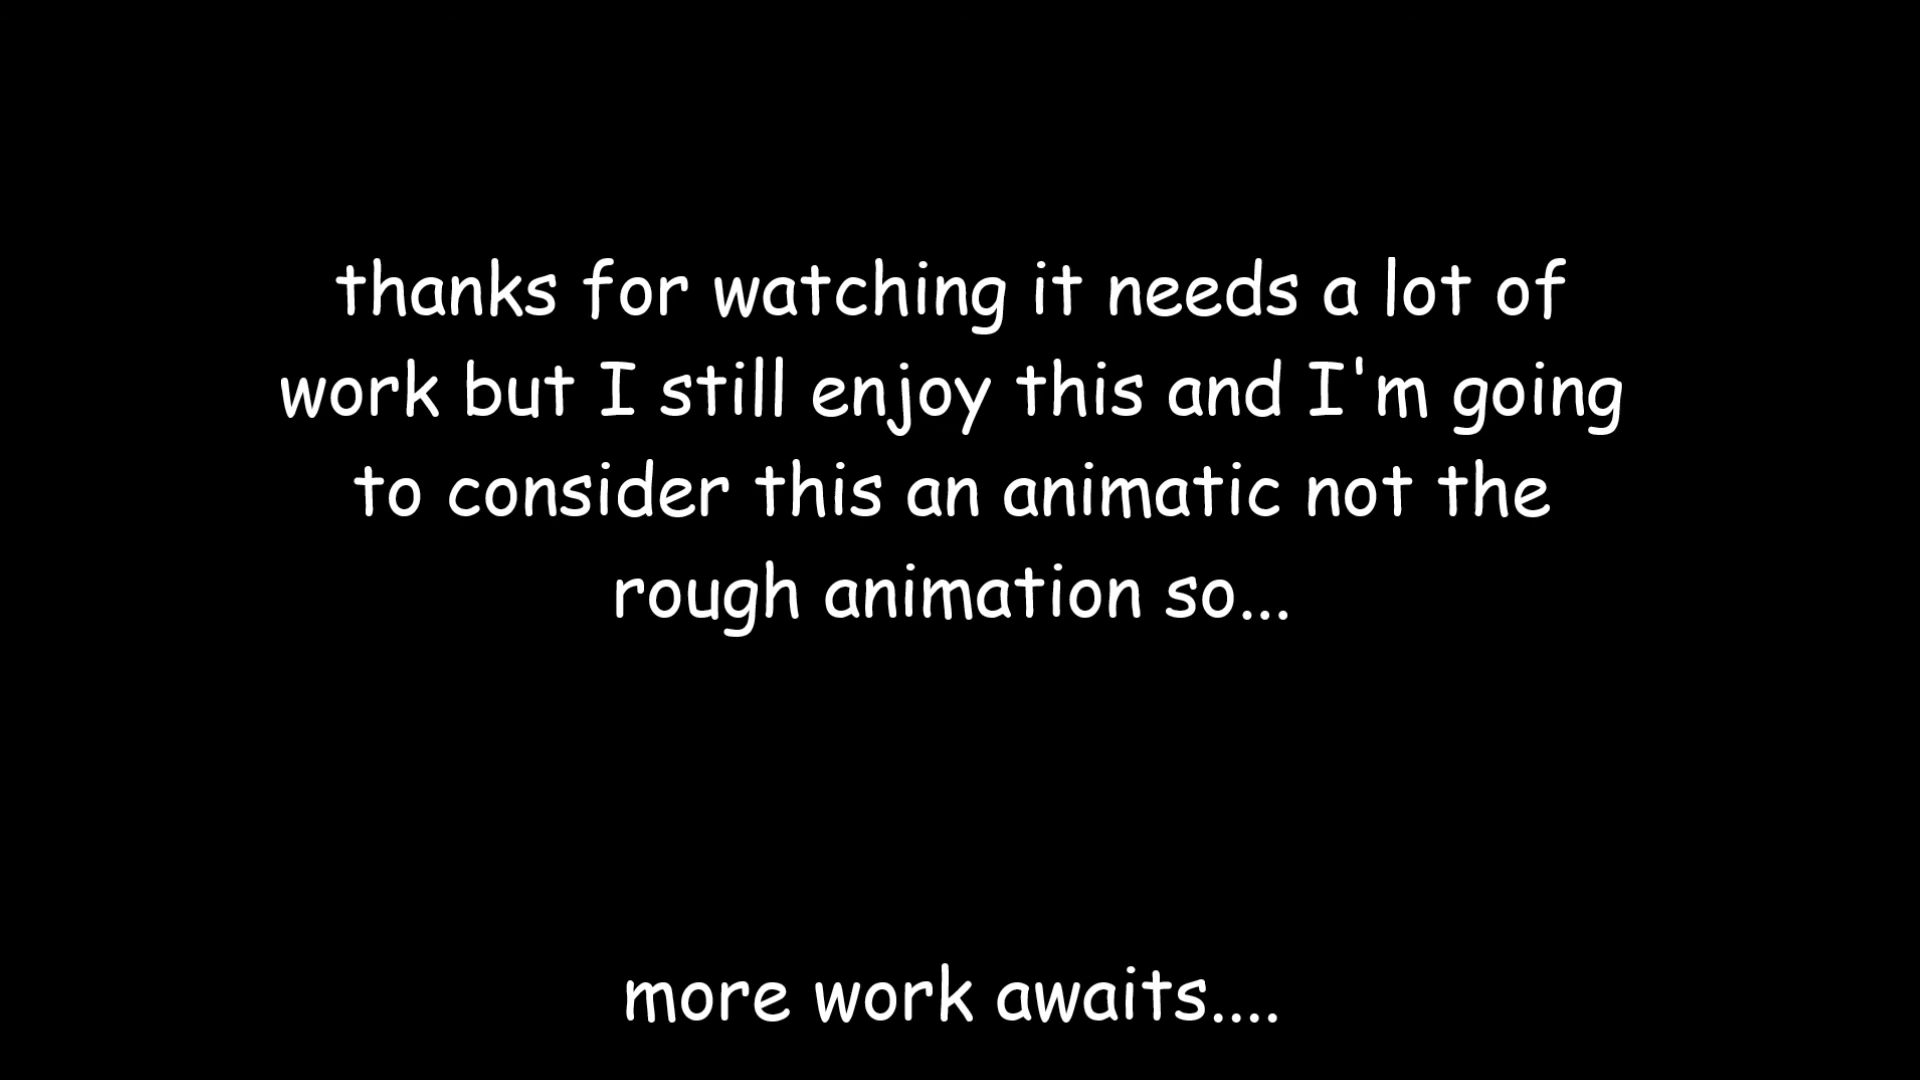 thanks for watching it needs a lot of
work but I still enjoy this and I'm going
to consider this an animatic not the
rough animation so...
more work awaits....